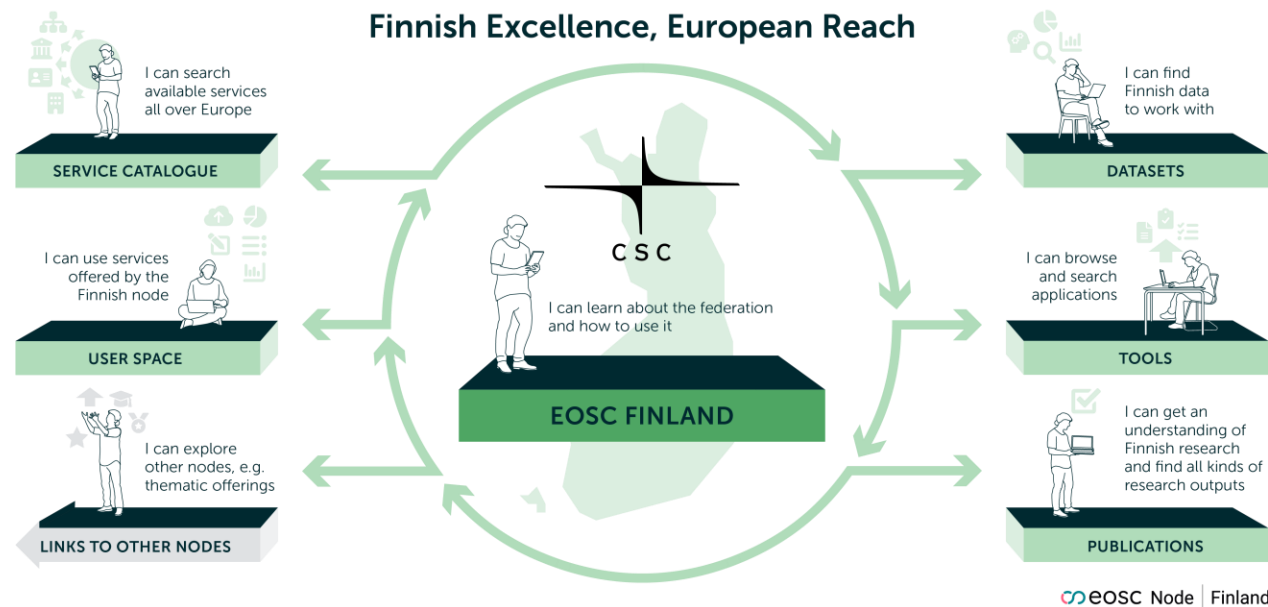 Finnish Excellence, European Reach
I can search
available services
all over Europe
SERVICE CATALOGUE
I can use services
offered by the
Finnish node
USER SPACE
I can explore
other nodes, e.g.
thematic offerings
LINKS TO OTHER NODES
CSC
I can learn about the federation
and how to use it
EOSC FINLAND
I can find
Finnish data
to work with
DATASETS
I can browse
and search
applications
TOOLS
I can get an
understanding of
Finnish research
and find all kinds of
research outputs
PUBLICATIONS
eosc Node | Finland